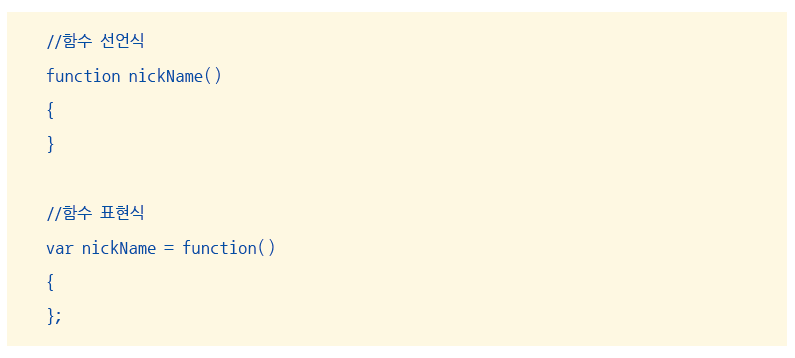 //함수 선언식
function nickName()
{
}
//함수 표현식
var nickName = function()
{
};